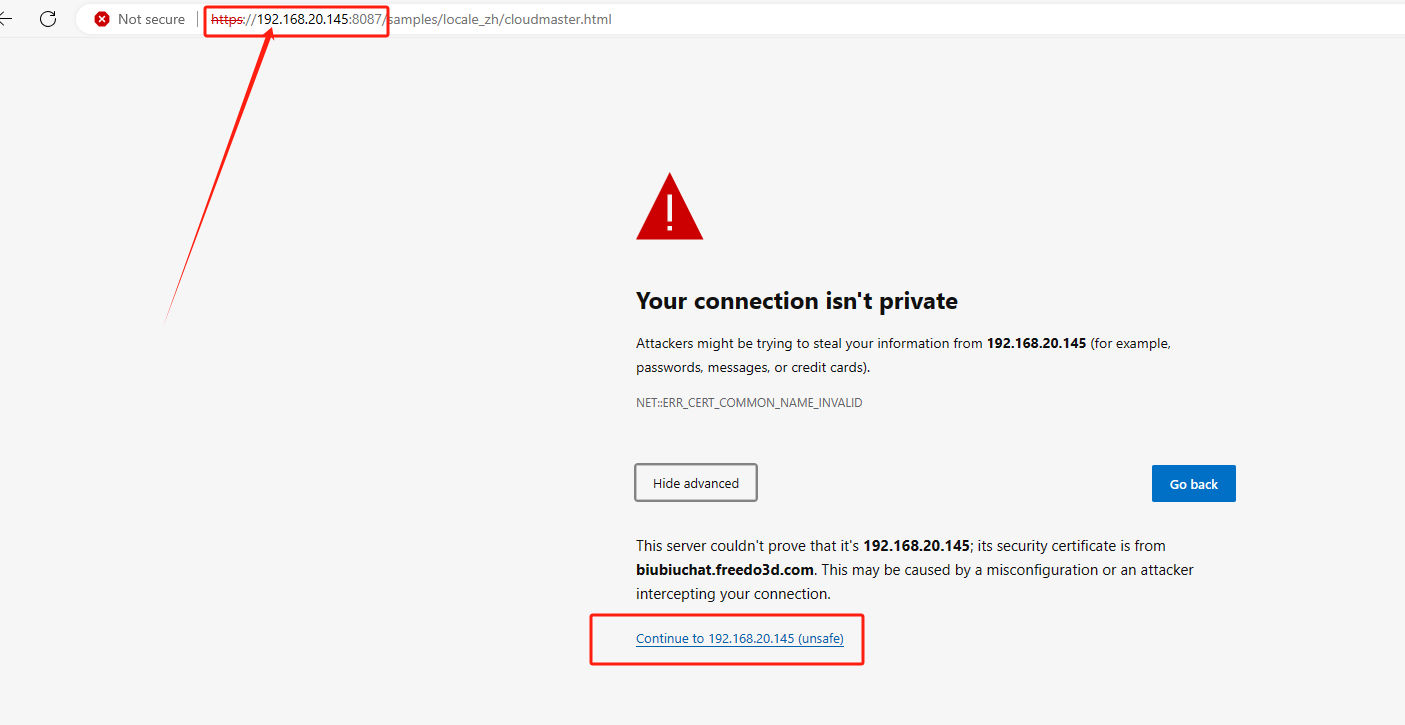 Not secure https://192.168.20.145:8087/samples/locale_zh/cloudmaster.html
Your connection isn't private
Attackers might be trying to steal your information from 192.168.20.145 (for example,
passwords, messages, or credit cards).
NET::ERR_CERT_COMMON_NAME_INVALID
Hide advanced
Go back
This server couldn't prove that it's 192.168.20.145; its security certificate is from
biubiuchat.freedo3d.com. This may be caused by a misconfiguration or an attacker
intercepting your connection.
Continue to 192.168.20.145 (unsafe)